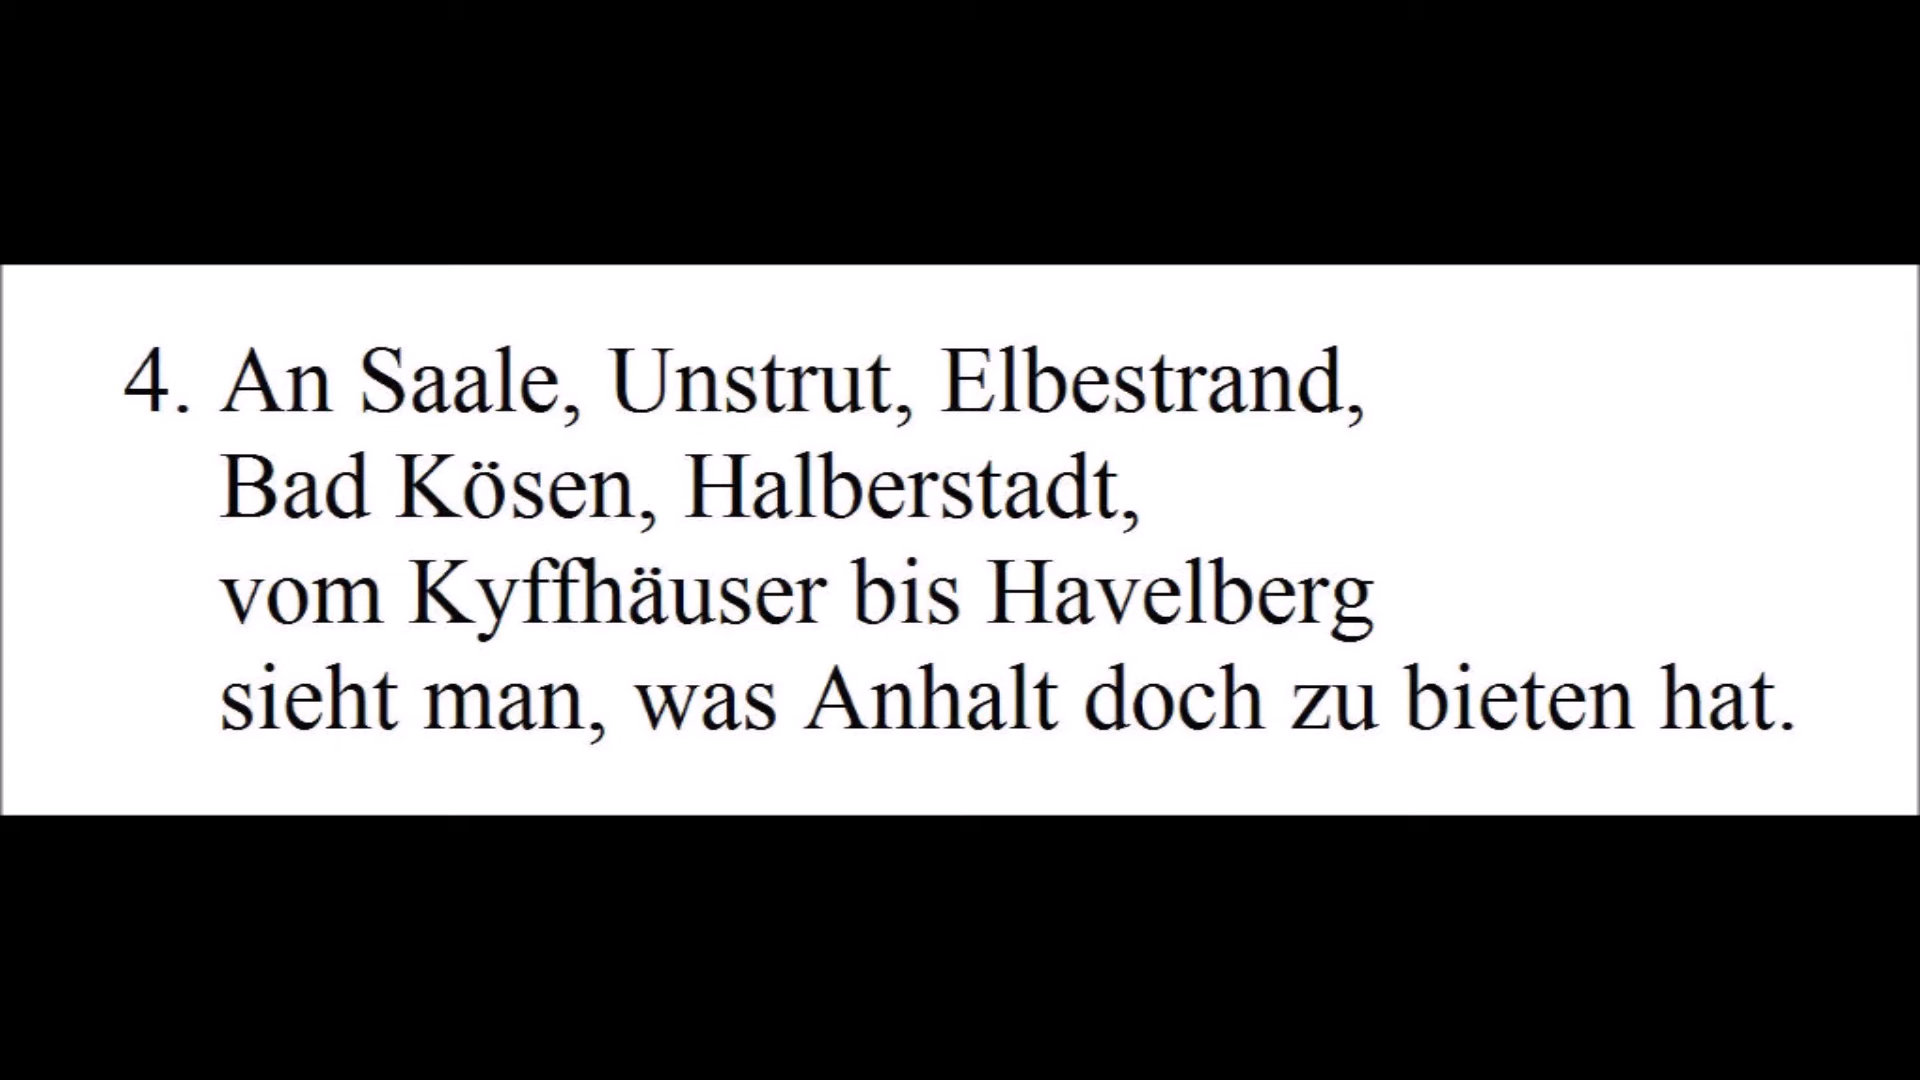 4. An Saale, Unstrut, Elbestrand,
Bad Kösen, Halberstadt,
vom Kyffhäuser bis Havelberg
sieht man, was Anhalt doch zu bieten hat.